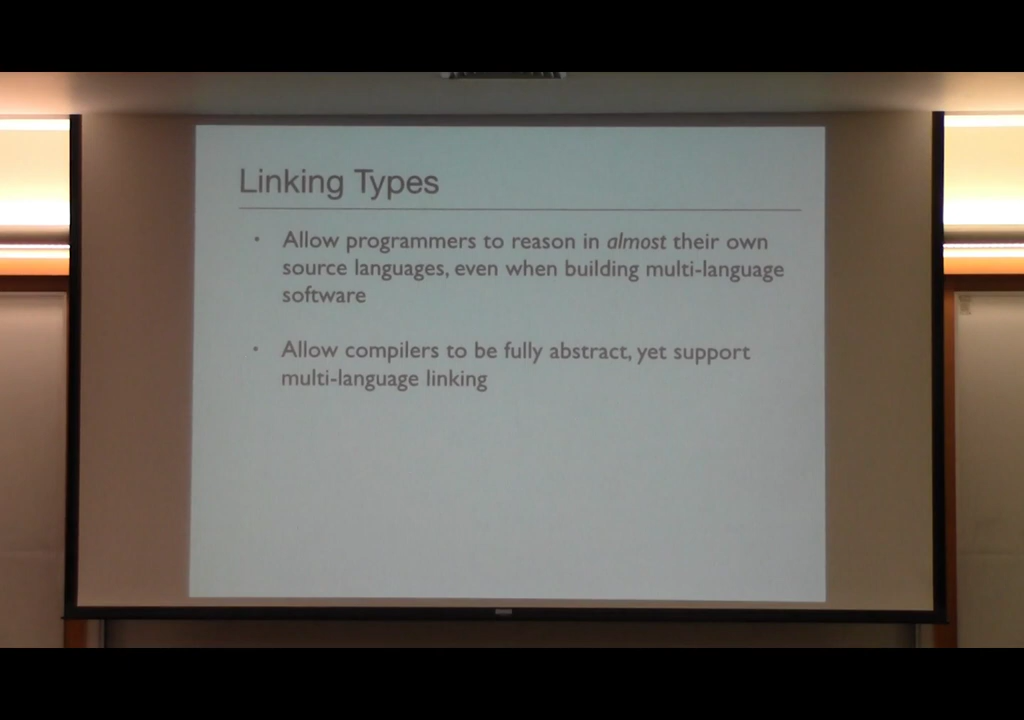 Linking Types
• Allow programmers to reason in almost their own
source languages, even when building multi-language
software
• Allow compilers to be fully abstract, yet support
multi-language linking